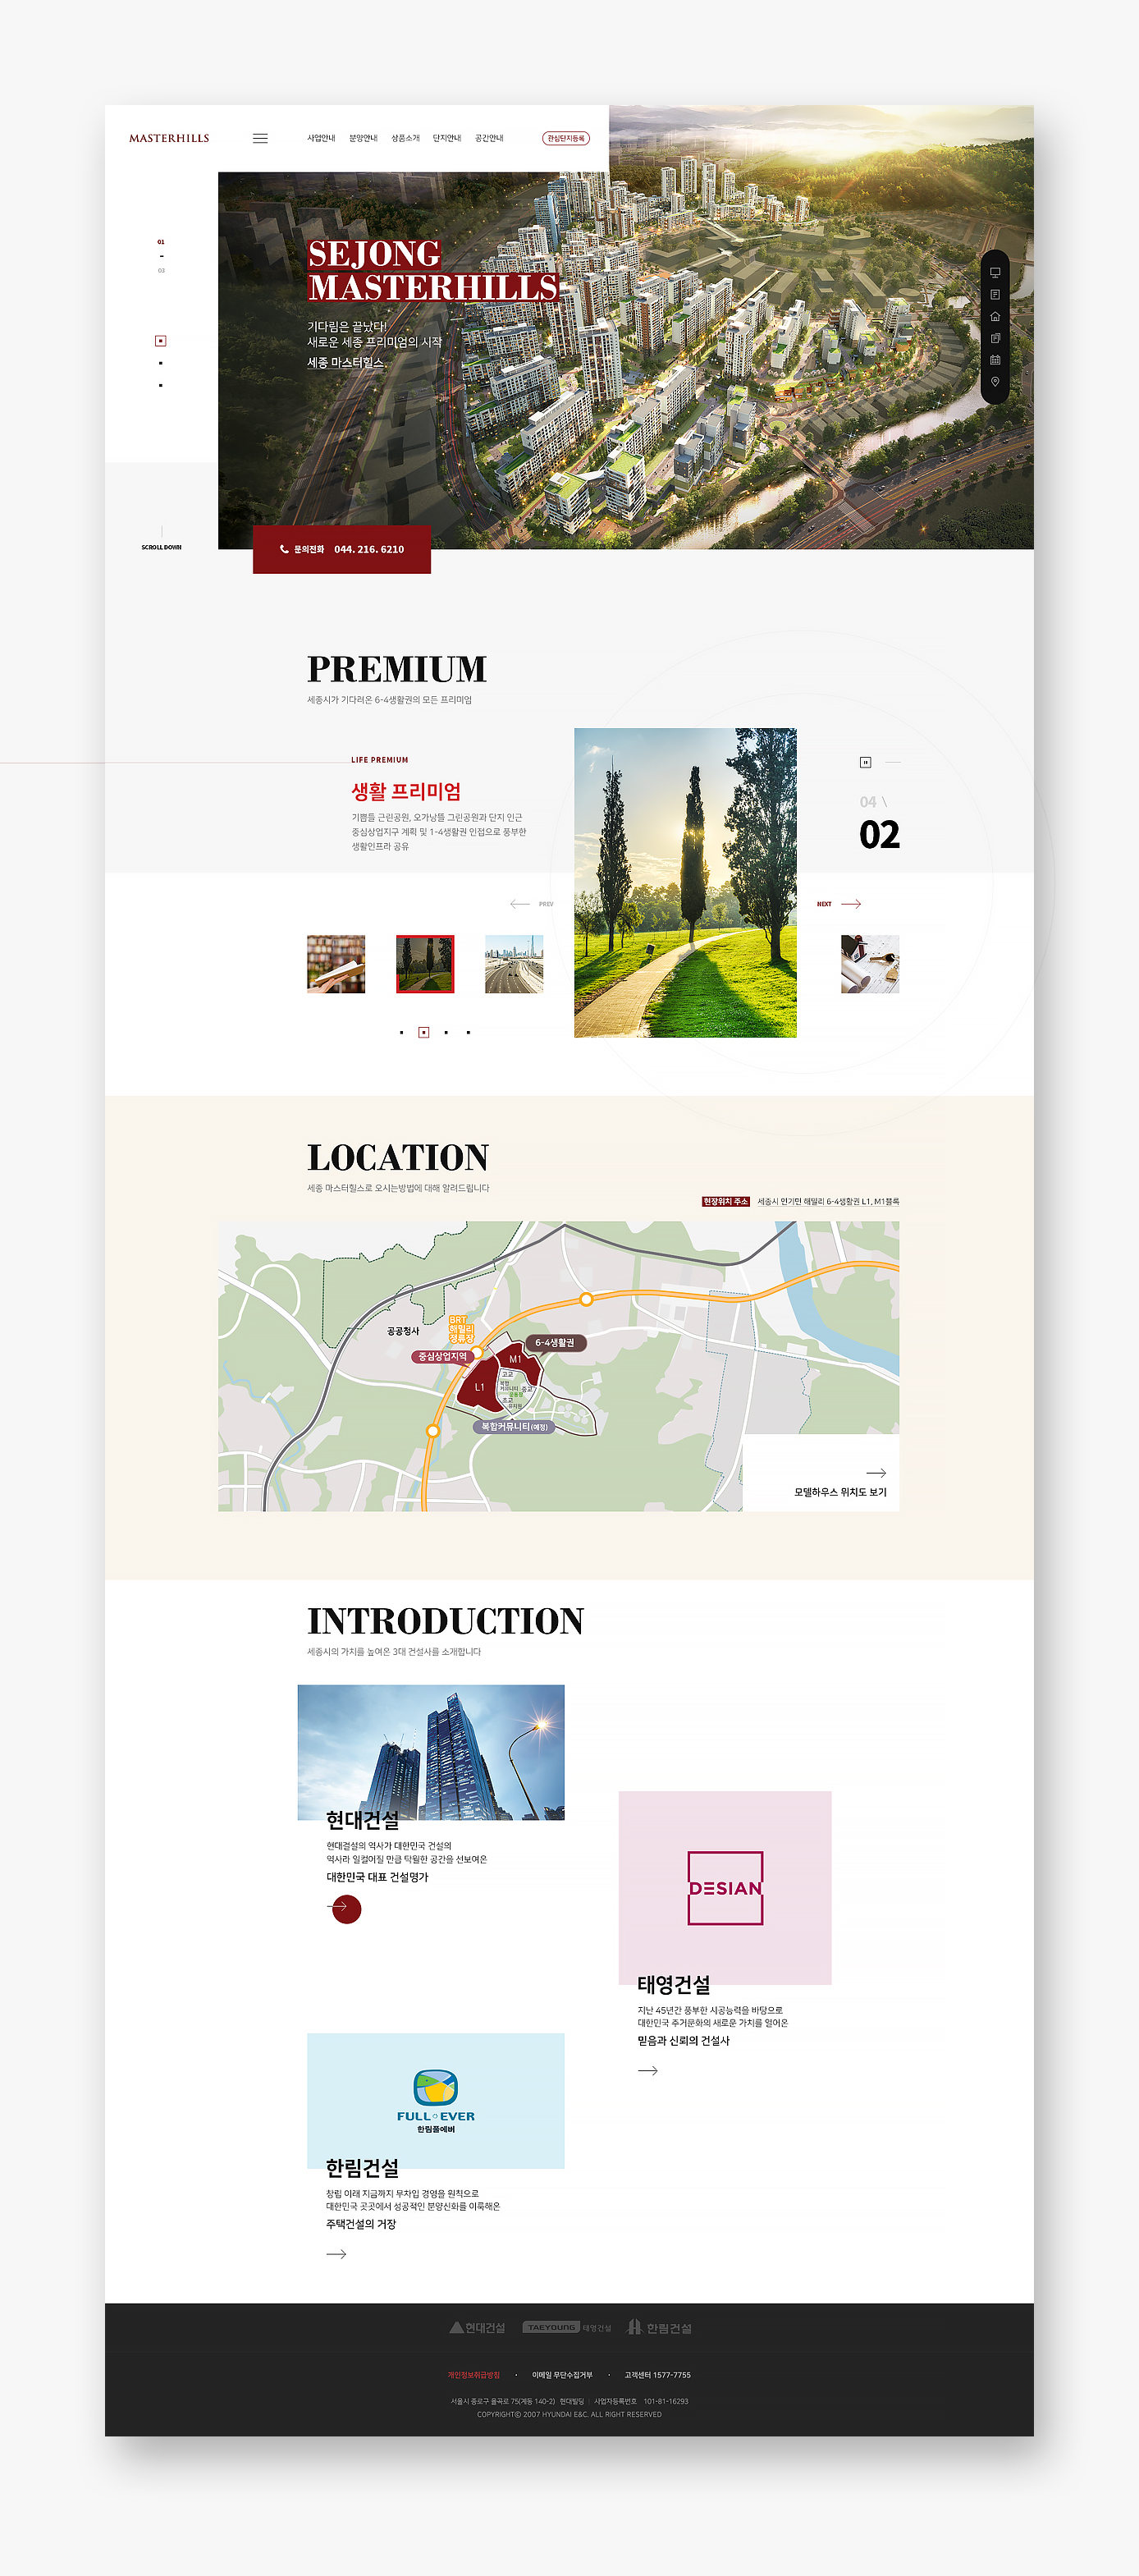 MASTERHILLS
사업안내 분양안내 상품소개 단지안내 공간안내
관심단지등록
01
03
SEJONG
MASTERHILLS
기다림은 끝났다!
새로운 세종 프리미엄의 시작
세종 마스터힐스.
SCROLL DOWN
문의전화 044. 216. 6210
PREMIUM
세종시가 기다려온 6-4생활권의 모든 프리미엄
LIFE PREMIUM
생활 프리미엄
기쁨뜰 근린공원, 오가낭뜰 그린공원과 단지 인근
중심상업지구 계획 및 1-4생활권 인접으로 풍부한
생활인프라 공유
04 \
02
PREV
NEXT
LOCATION
세종 마스터힐스로 오시는방법에 대해 알려드립니다
현장위치 주소 세종시 연기면 해밀리 6-4생활권 L1, M1블록
BRT
해밀리
정류장
공공청사
6-4생활권
중심상업지역
M1
고교
L1
복합
커뮤니티 중교
초교
유치원
복합커뮤니티(예정)
모델하우스 위치도 보기
INTRODUCTION
세종시의 가치를 높여온 3대 건설사를 소개합니다
현대건설
현대걸설의 역사가 대한민국 건설의
역사라 일컬어질 만큼 탁월한 공간을 선보여온
대한민국 대표 건설명가
DESIAN
태영건설
지난 45년간 풍부한 시공능력을 바탕으로
대한민국 주거문화의 새로운 가치를 열어온
믿음과 신뢰의 건설사
FULL EVER
한림풀에버
한림건설
창립 이래 지금까지 무차입 경영을 원칙으로
대한민국 곳곳에서 성공적인 분양신화를 이룩해온
주택건설의 거장
현대건설 TAEYOUNG 태영건설 한림건설
개인정보취급방침 · 이메일 무단수집거부 · 고객센터 1577-7755
서울시 종로구 율곡로 75(계동 140-2) 현대빌딩 | 사업자등록번호 101-81-16293
COPYRIGHT© 2007 HYUNDAI E&C. ALL RIGHT RESERVED